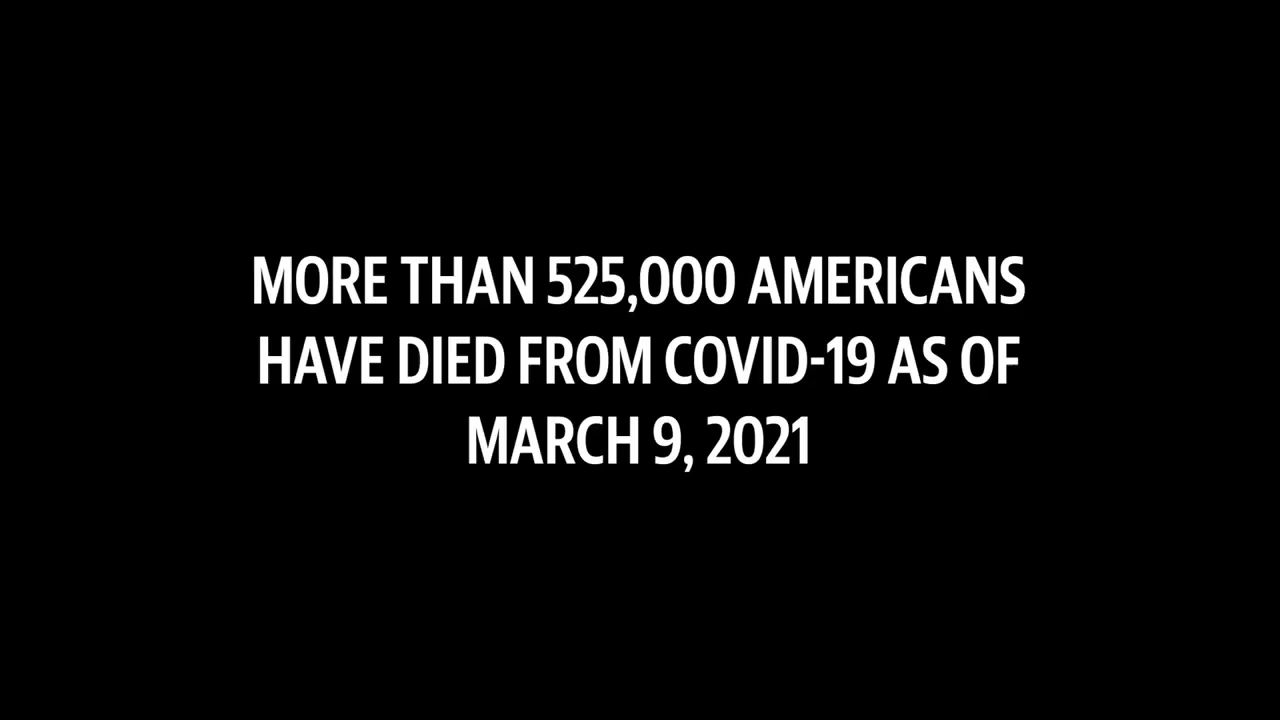 MORE THAN 525,000 AMERICANS
HAVE DIED FROM COVID-19 AS OF
MARCH 9, 2021